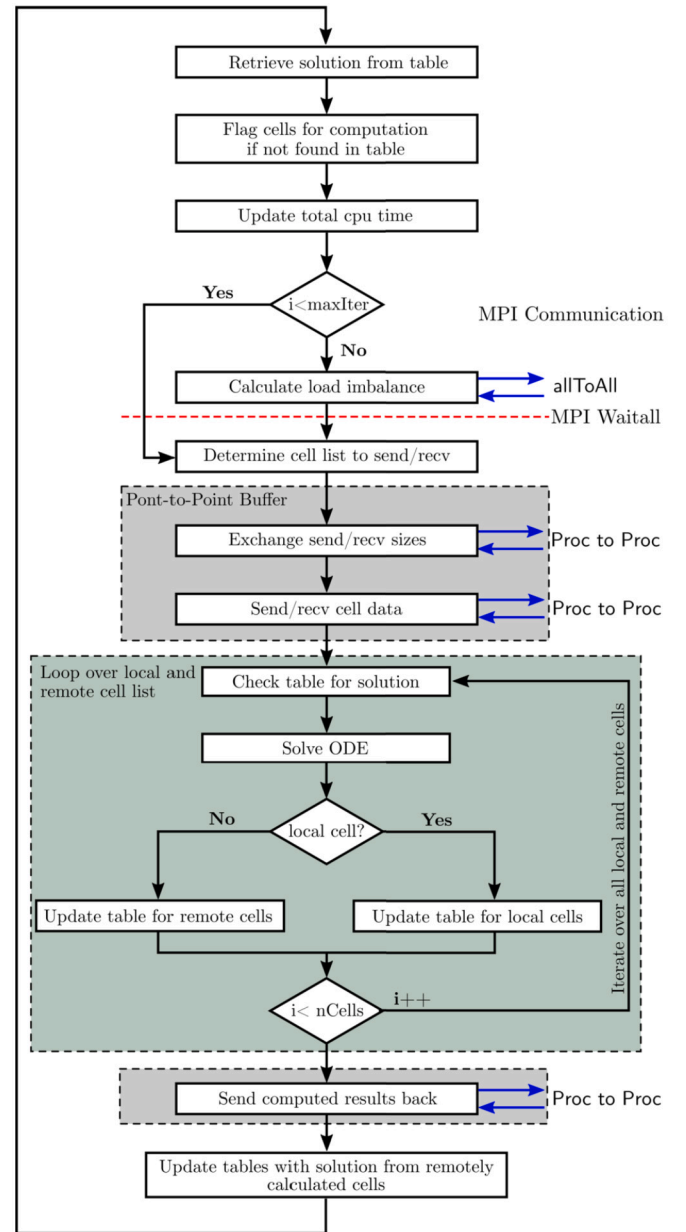 Retrieve solution from table
Flag cells for computation
if not found in table
Update total cpu time
Yes
i<maxIter
MPI Communication
No
Calculate load imbalance
allToAll
MPI Waitall
Determine cell list to send/recv
Pont-to-Point Buffer
Exchange send/recv sizes
Proc to Proc
Send/recv cell data
Proc to Proc
Loop over local and
remote cell list
Check table for solution
Solve ODE
No
local cell?
Yes
Update table for remote cells
Update table for local cells
Iterate over all local and remote cells
i< nCells
i++
Send computed results back
Proc to Proc
Update tables with solution from remotely
calculated cells